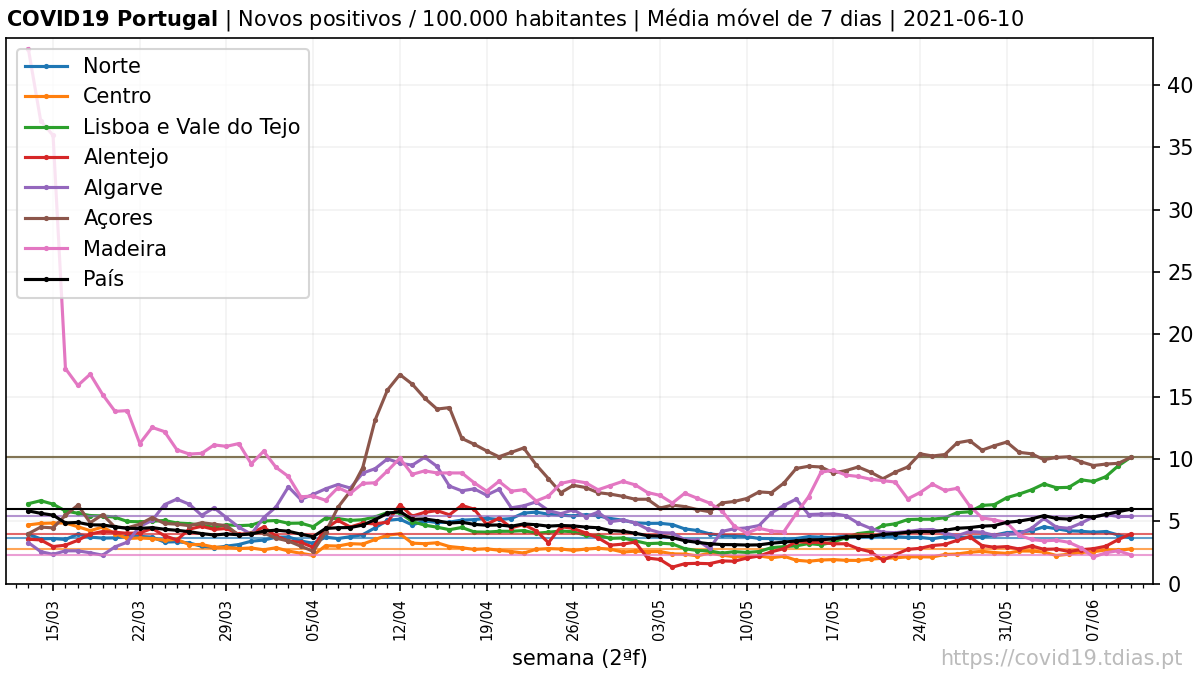 COVID19 Portugal | Novos positivos / 100.000 habitantes | Média móvel de 7 dias | 2021-06-10
Norte
Centro
Lisboa e Vale do Tejo
Alentejo
Algarve
Açores
Madeira
País
40
35
30
25
20
15
10
5
0
15/03
22/03
29/03
05/04
12/04
19/04
26/04
03/05
10/05
17/05
24/05
31/05
07/06
semana (2ªf)
https://covid19.tdias.pt